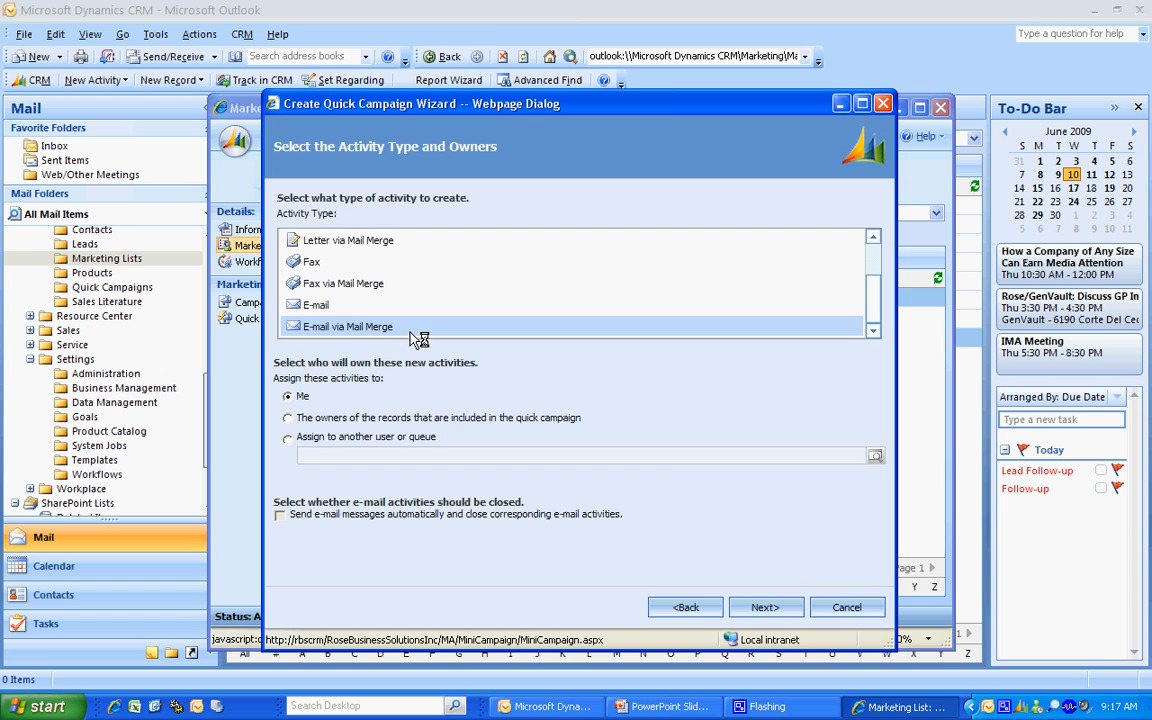 Microsoft Dynamics CRM - Microsoft Outlook
File Edit View Go Tools Actions CRM Help
Type a question for help
New Send/Receive Search address books Back outlook:\\Microsoft Dynamics CRM\Marketing\Ma
CRM New Activity New Record Track in CRM Set Regarding Report Wizard Advanced Find
Mail
Favorite Folders
Inbox
Sent Items
Web/Other Meetings
Mail Folders
All Mail Items
Contacts
Leads
Marketing Lists
Products
Quick Campaigns
Sales Literature
Resource Center
Sales
Service
Settings
Administration
Business Management
Data Management
Goals
Product Catalog
System Jobs
Templates
Workflows
Workplace
SharePoint Lists
Mail
Calendar
Contacts
Tasks
0 Items
Marke
Help
Details:
Inforr
Marke
Workf
Marketin
Camp
Quick
Status: A
javascript:c
Create Quick Campaign Wizard -- Webpage Dialog
Select the Activity Type and Owners
Select what type of activity to create.
Activity Type:
Letter via Mail Merge
Fax
Fax via Mail Merge
E-mail
E-mail via Mail Merge
Select who will own these new activities.
Assign these activities to:
Me
The owners of the records that are included in the quick campaign
Assign to another user or queue
Select whether e-mail activities should be closed.
Send e-mail messages automatically and close corresponding e-mail activities.
<Back Next> Cancel
http://rbscrm/RoseBusinessSolutionsInc/MA/MiniCampaign/MiniCampaign.aspx Local intranet
Page 1
Y Z
0%
1
All # A B C D E F G H I J K L M N O P Q R S T U V W X Y Z
To-Do Bar
June 2009
S M T W T F S
31 1 2 3 4 5 6
7 8 9 10 11 12 13
14 15 16 17 18 19 20
21 22 23 24 25 26 27
28 29 30 1 2 3 4
5 6 7 8 9 10 11
How a Company of Any Size
Can Earn Media Attention
Thu 10:30 AM - 12:00 PM
Rose/GenVault: Discuss GP In
Thu 3:30 PM - 4:30 PM
GenVault - 6190 Corte Del Cec
IMA Meeting
Thu 5:30 PM - 8:30 PM
Arranged By: Due Date
Type a new task
Today
Lead Follow-up
Follow-up
start
Search Desktop
Microsoft Dyna...
PowerPoint Slid...
Flashing
Marketing List: ...
9:17 AM